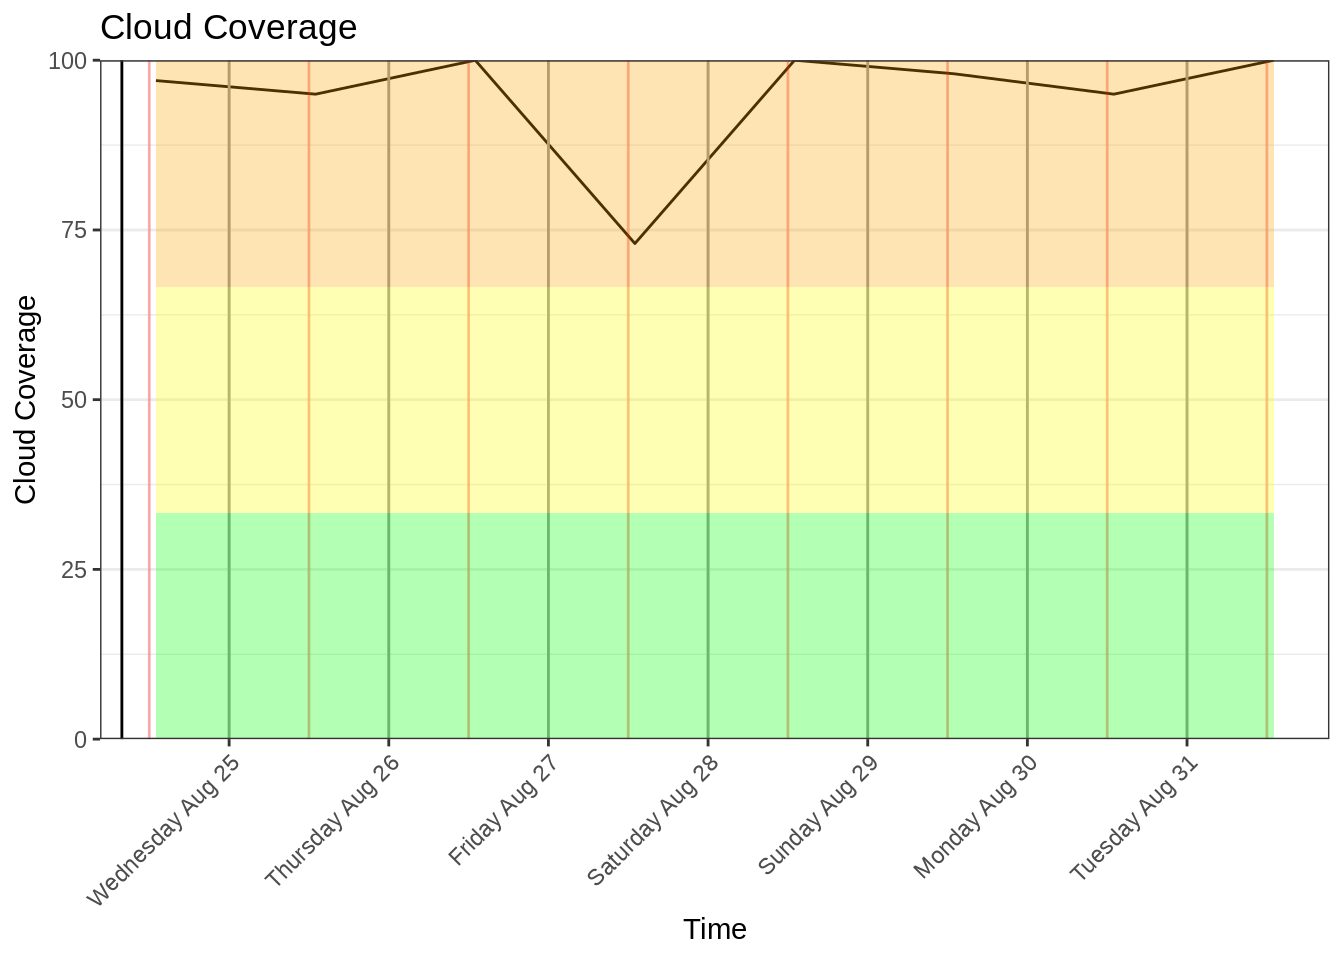 Cloud Coverage
100
75
50
25
0
Cloud Coverage
Wednesday Aug 25
Thursday Aug 26
Friday Aug 27
Saturday Aug 28
Sunday Aug 29
Monday Aug 30
Tuesday Aug 31
Time